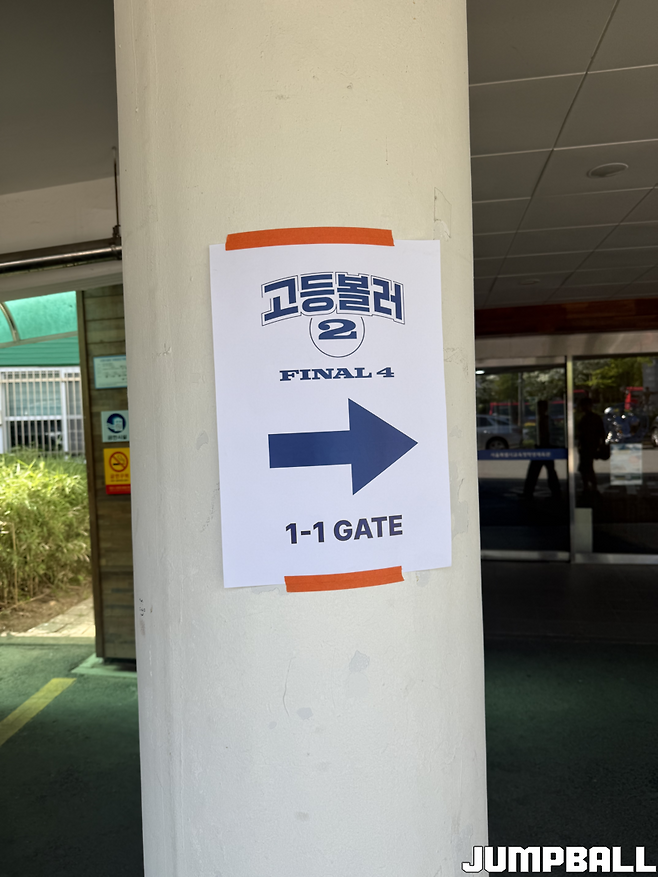 고등볼러
2
FINAL 4
1-1 GATE
JUMPBALL